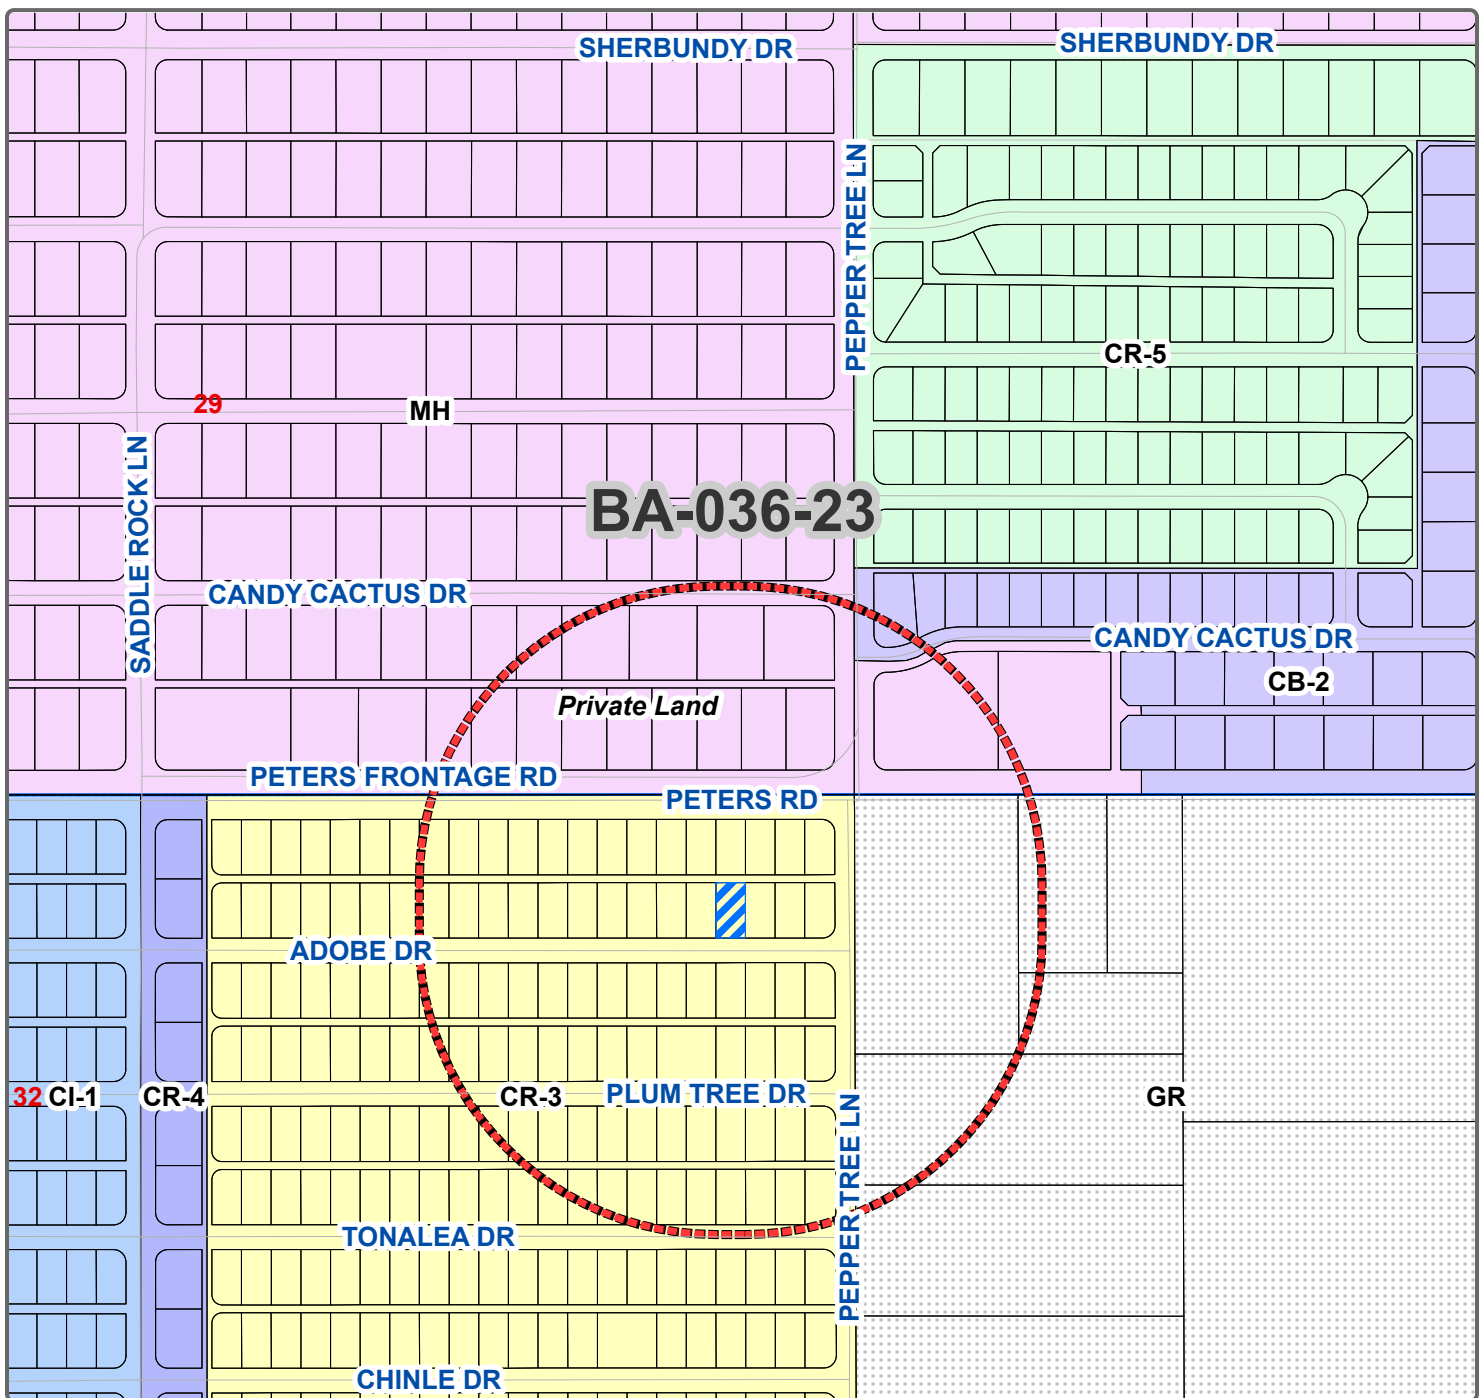 SHERBUNDY DR
SHERBUNDY DR
PEPPER TREE LN
CR-5
29
MH
SADDLE ROCK LN
BA-036-23
CANDY CACTUS DR
CANDY CACTUS DR
CB-2
Private Land
PETERS FRONTAGE RD
PETERS RD
ADOBE DR
32 CI-1
CR-4
CR-3
PLUM TREE DR
GR
PEPPER TREE LN
TONALEA DR
CHINLE DR